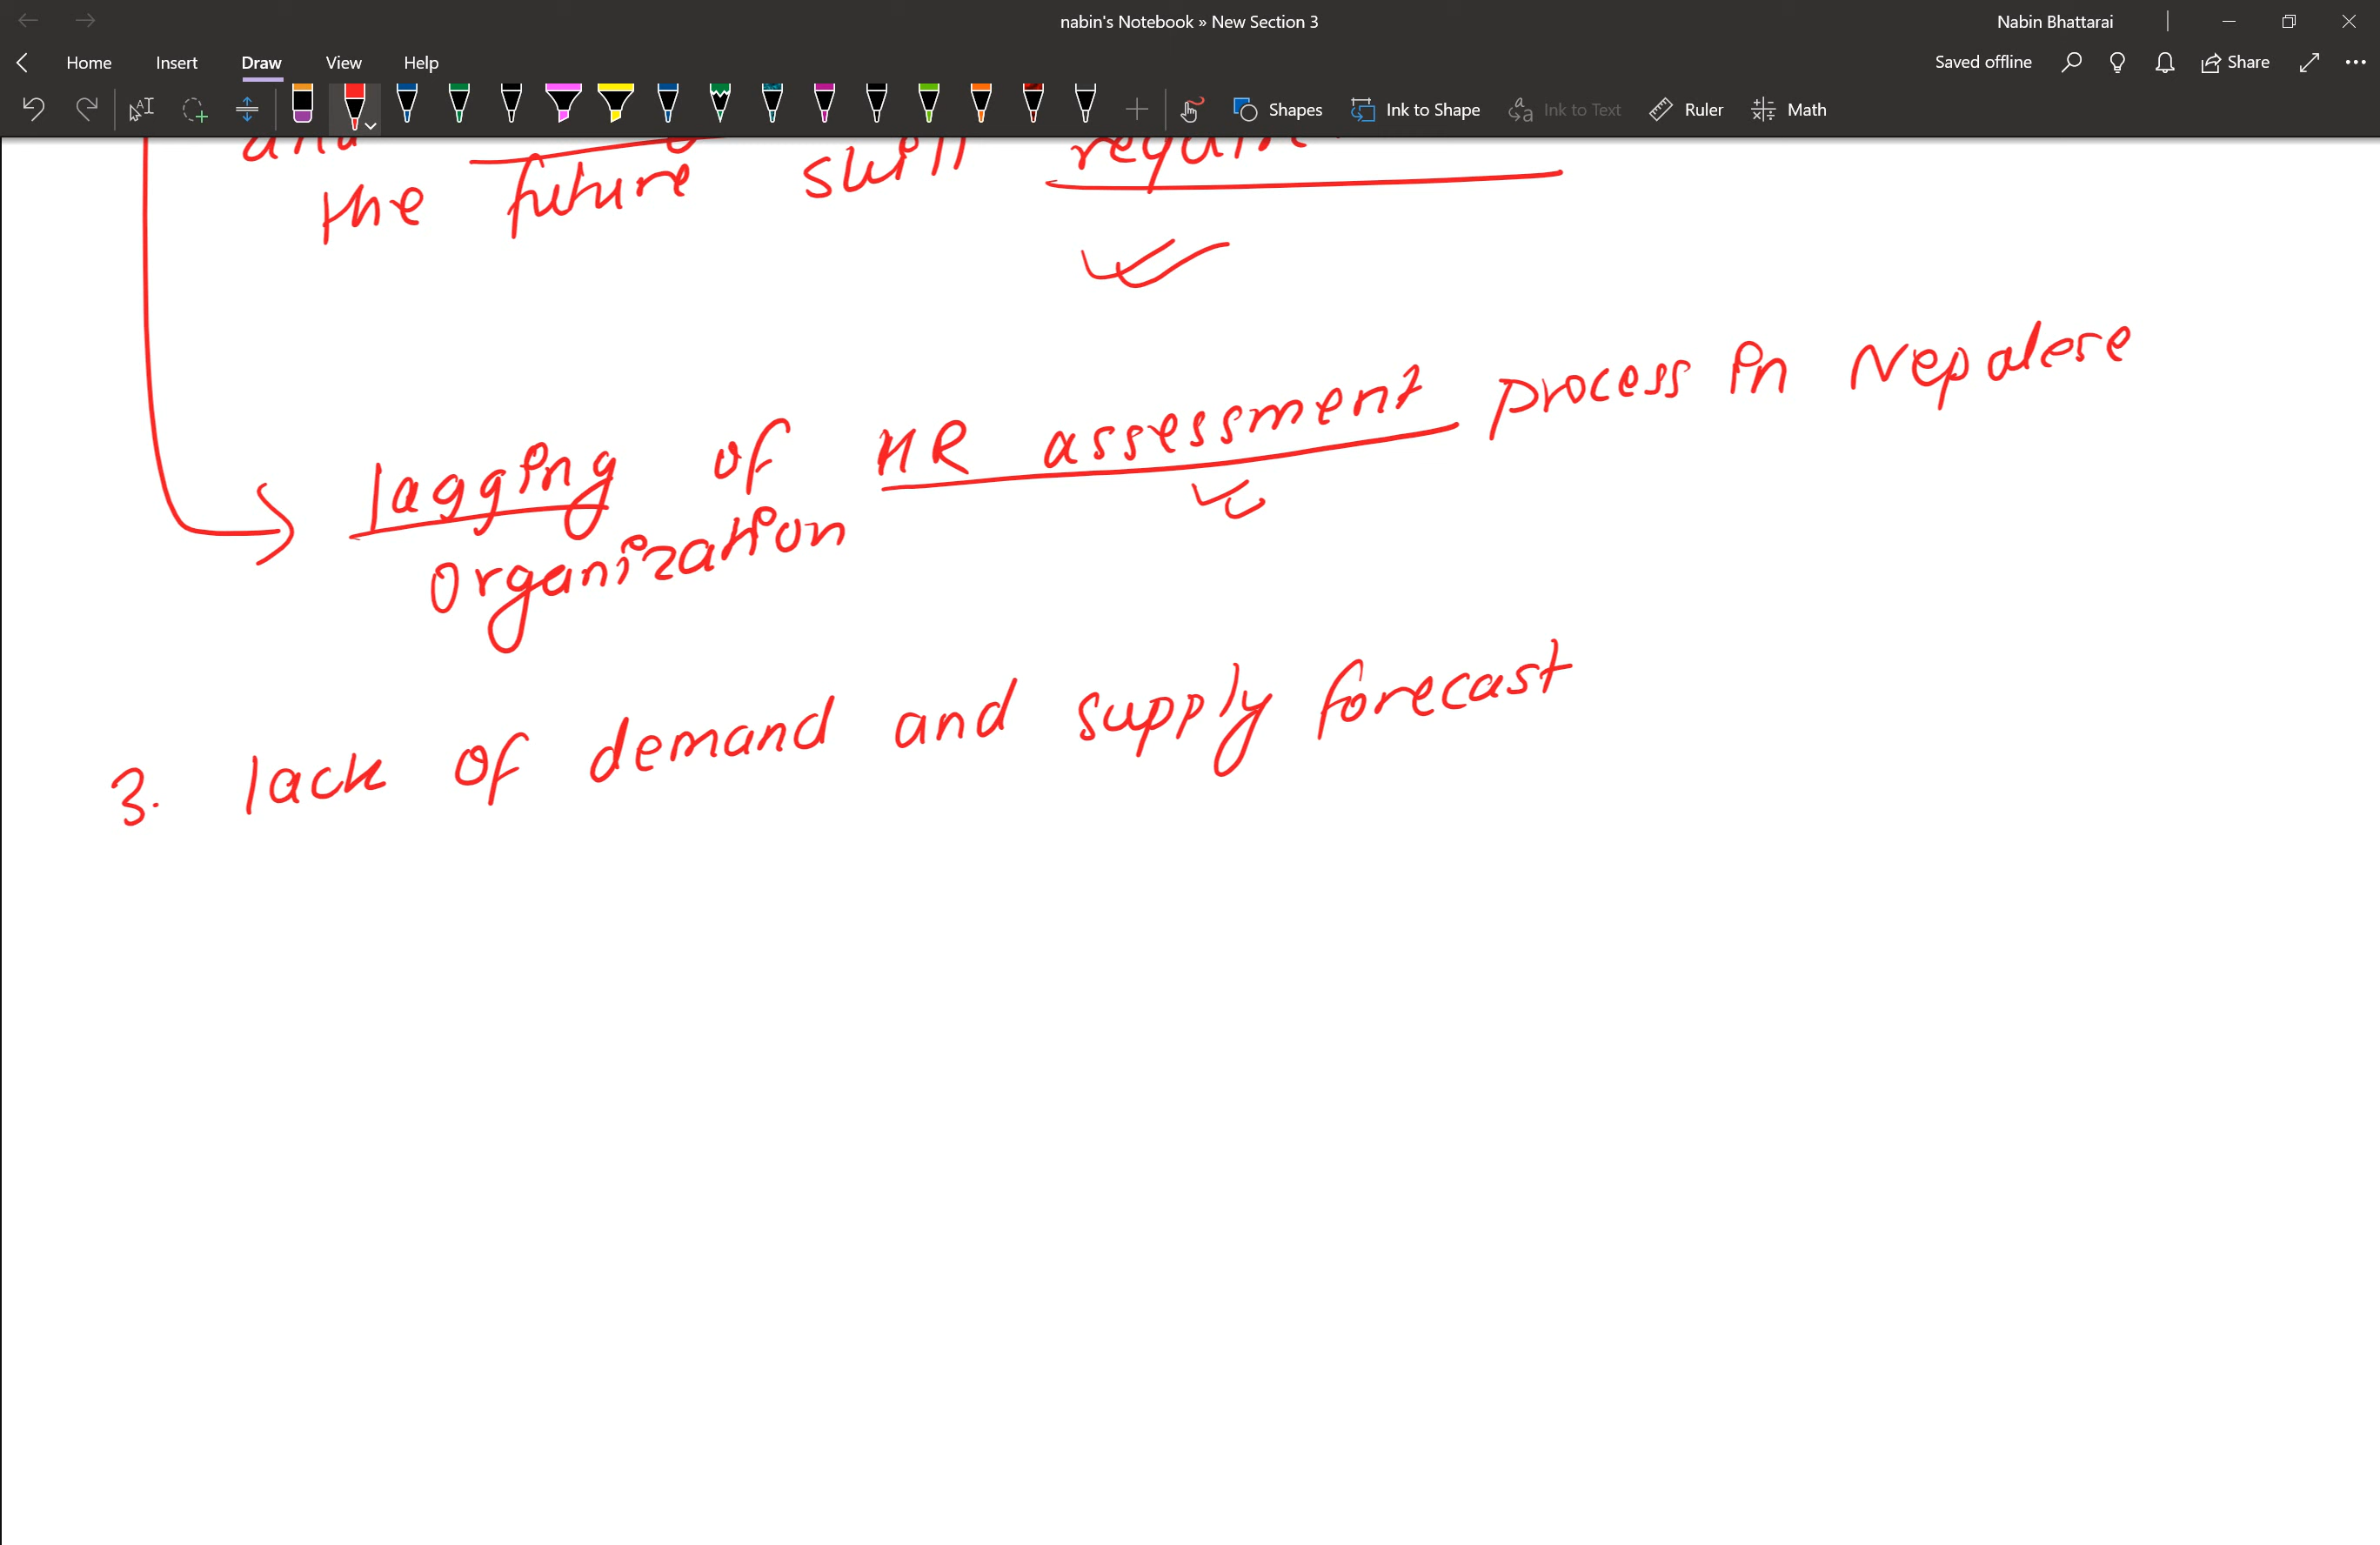 nabin's Notebook » New Section 3
Nabin Bhattarai
Home Insert Draw View Help
Saved offline
Share
Shapes
Ink to Shape
Ink to Text
Ruler
Math
the future skill
lagging of HR assessment process in Nepalese
organization
3. lack of demand and supply forecast